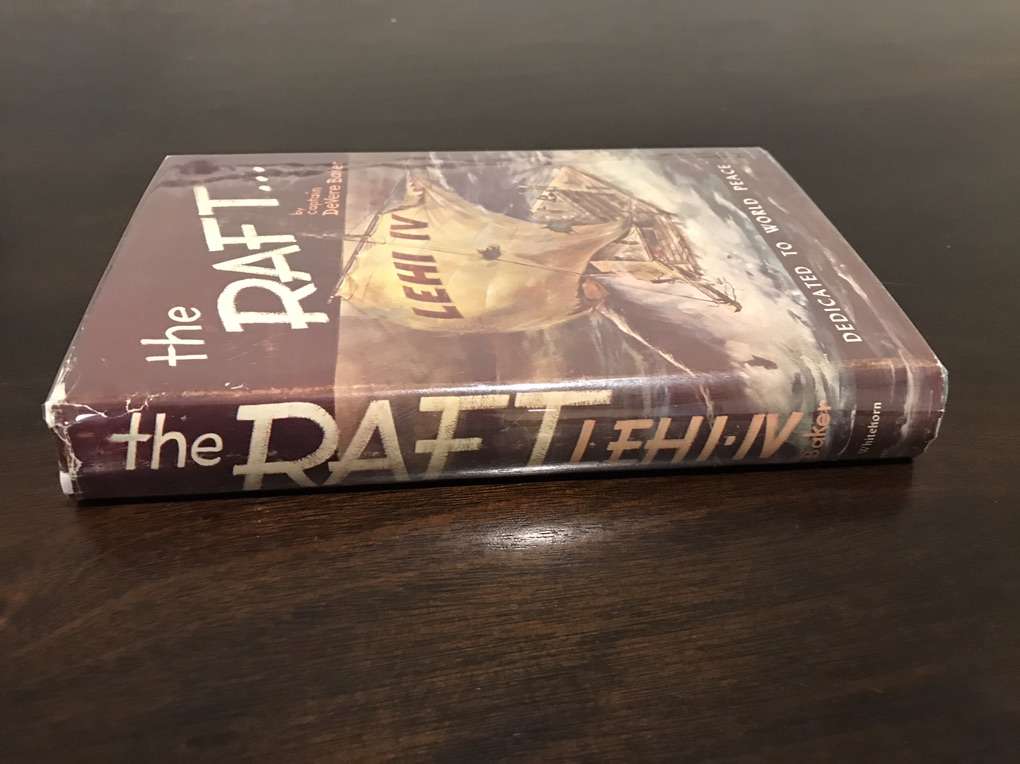 the
RAFT...
by
Captain
DeVere Baker
LEHI IV
DEDICATED TO WORLD PEACE
the RAFT LEHI-IV Baker Whitehorn